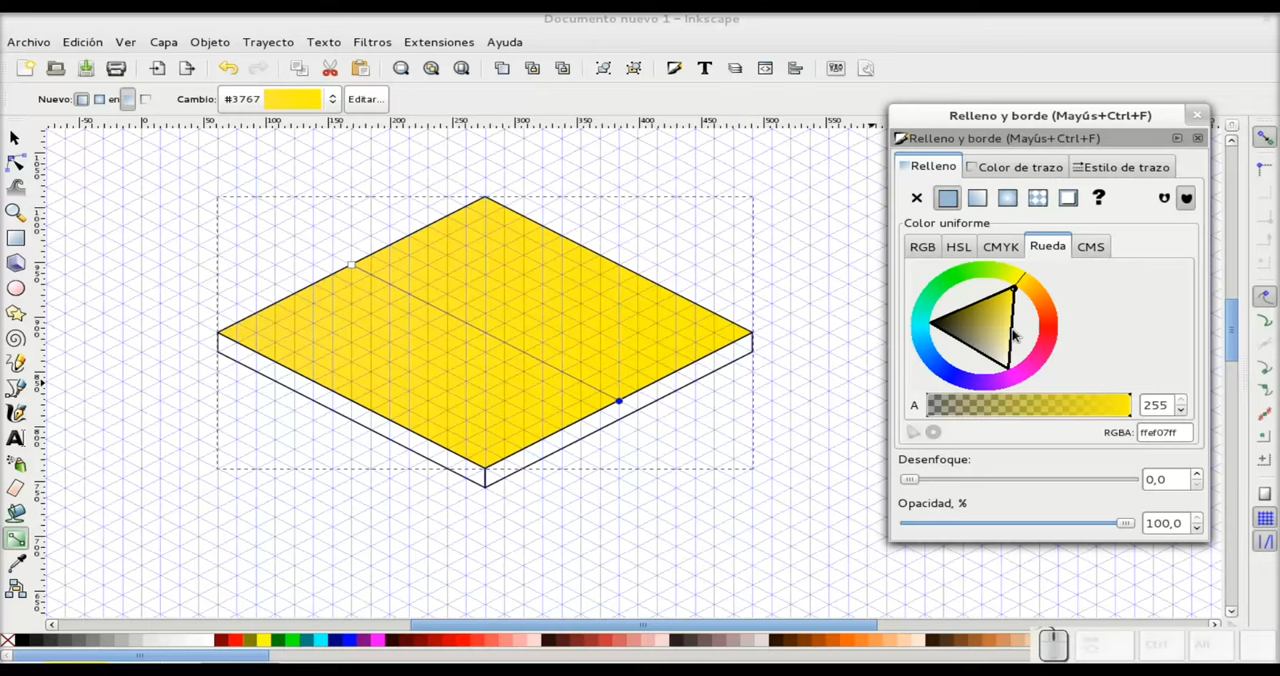 Documento nuevo 1 – Inkscape
Archivo Edición Ver Capa Objeto Trayecto Texto Filtros Extensiones Ayuda
Nuevo: en Cambio: #3767 Editar...
Relleno y borde (Mayús+Ctrl+F)
Relleno y borde (Mayús+Ctrl+F)
Relleno Color de trazo Estilo de trazo
Color uniforme
RGB HSL CMYK Rueda CMS
A 255
RGBA: ffef07ff
Desenfoque:
0,0
Opacidad, %
100,0
-50 0 50 100 150 200 250 300 350 400 450 500 550
Ctrl Alt